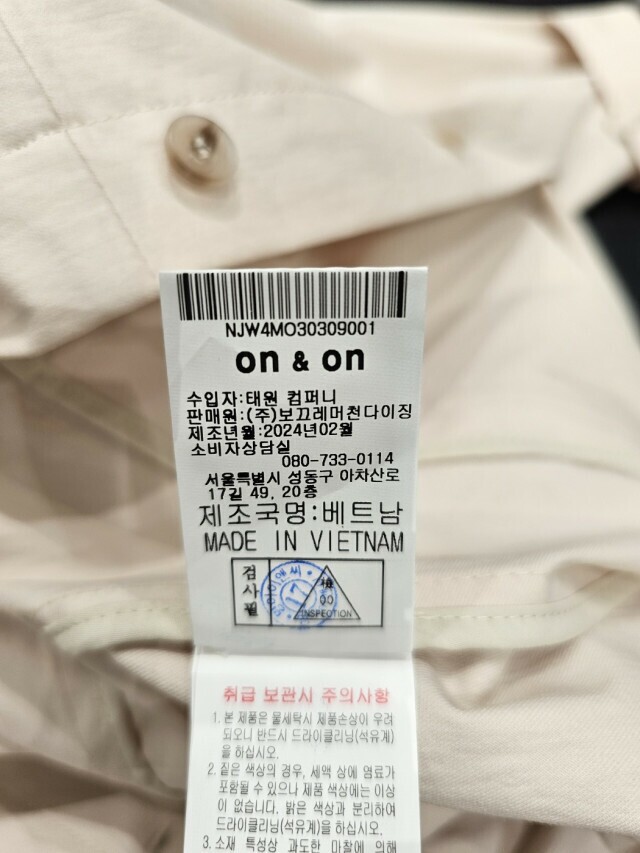 NJW4MO30309001
on & on
수입자:태원 컴퍼니
판매원:(주)보끄레머천다이징
제조년월:2024년02월
소비자상담실
080-733-0114
서울특별시 성동구 아차산로
17길 49, 20층
제조국명:베트남
MADE IN VIETNAM
검사필
17
00
INSPECTION
취급 보관시 주의사항
1. 본 제품은 물세탁시 제품손상이 우려
되오니 반드시 드라이클리닝(석유계)
을 하십시오.
2. 짙은 색상의 경우, 세액 상에 염료가
포함될 수 있으나 제품 색상에는 이상
이 없습니다. 밝은 색상과 분리하여
드라이클리닝(석유계)을 하십시오.
3. 소재 특성상 과도한 마찰에 의해